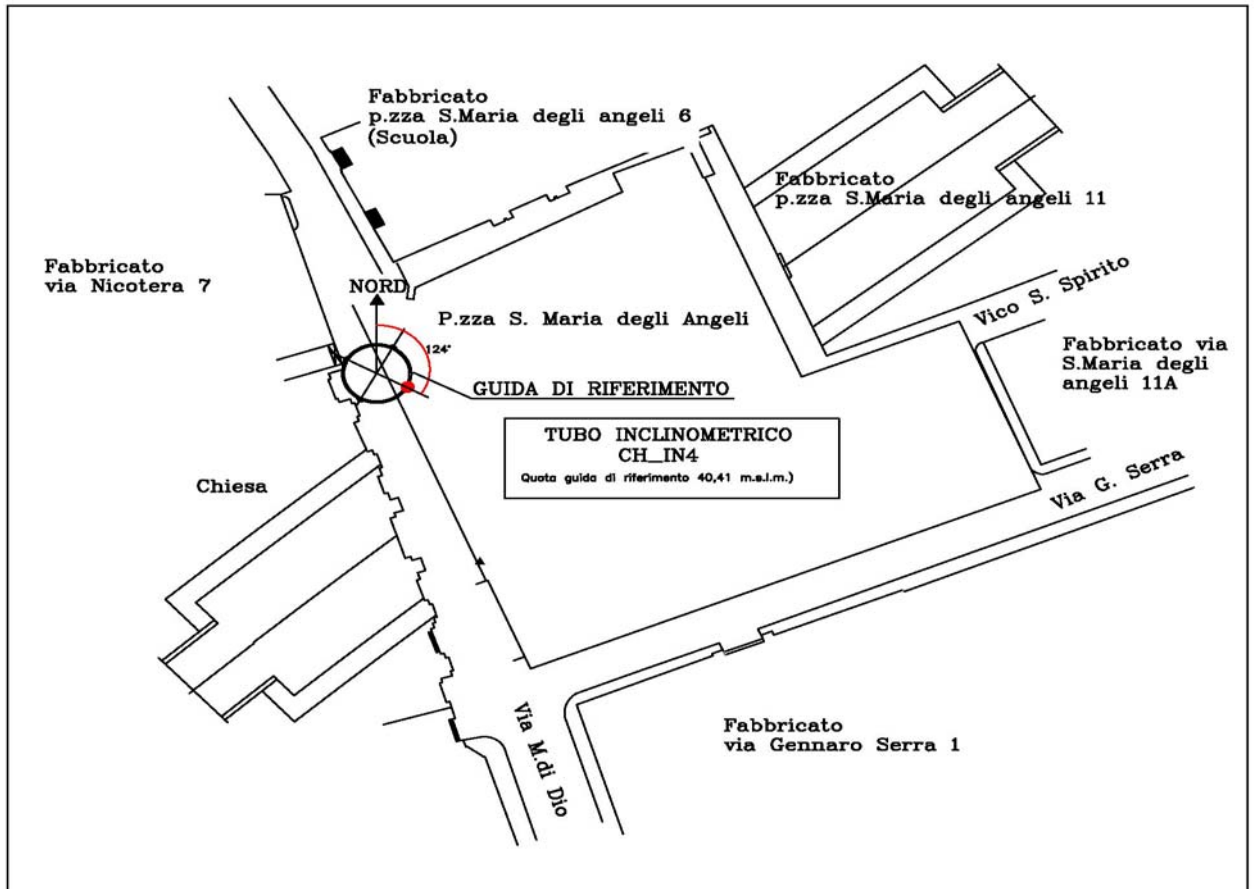 Fabbricato
p.zza S.Maria degli angeli 6
(Scuola)
Fabbricato
p.zza S.Maria degli angeli 11
Fabbricato
via Nicotera 7
NORD
P.zza S. Maria degli Angeli
Vico S. Spirito
124°
Fabbricato via
S.Maria degli
angeli 11A
GUIDA DI RIFERIMENTO
TUBO INCLINOMETRICO
CH_IN4
Quota guida di riferimento 40,41 m.s.l.m.)
Chiesa
Via G. Serra
Via M.di Dio
Fabbricato
via Gennaro Serra 1